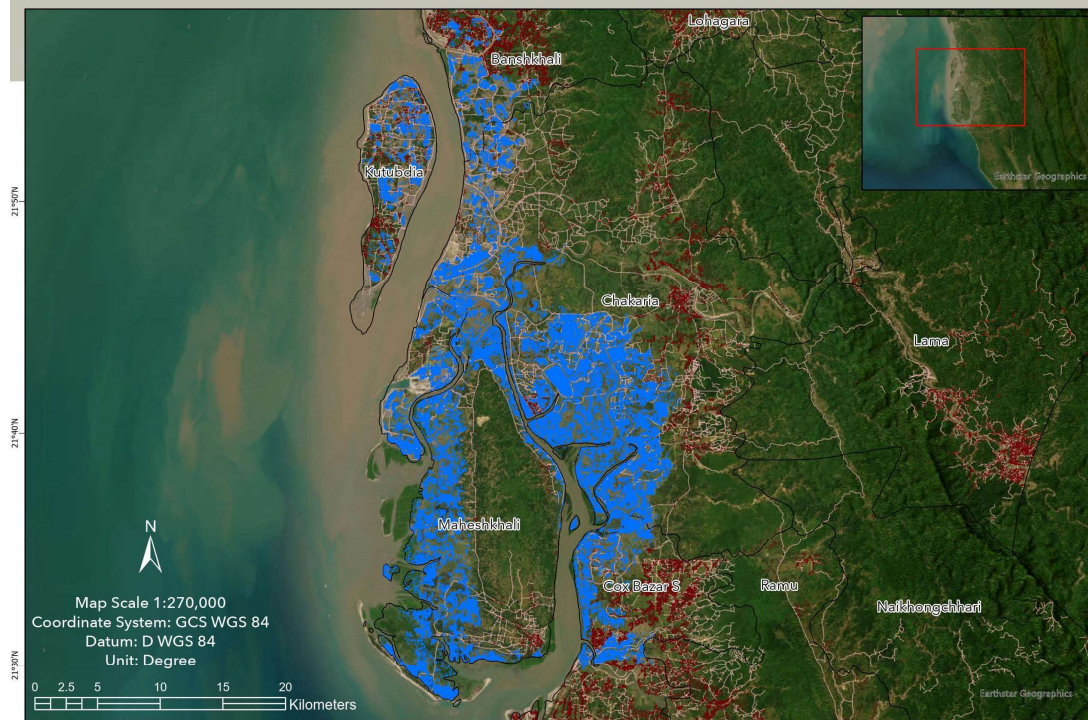 Lohagara
Banshkhali
Earthstar Geographics
Kutubdia
21°50'N
Chakaria
Lama
21°40'N
Maheshkhali
N
Cox Bazar S
Ramu
Naikhongchhari
Map Scale 1:270,000
Coordinate System: GCS WGS 84
Datum: D WGS 84
Unit: Degree
21°30'N
0 2.5 5 10 15 20
Kilometers
Earthstar Geographics